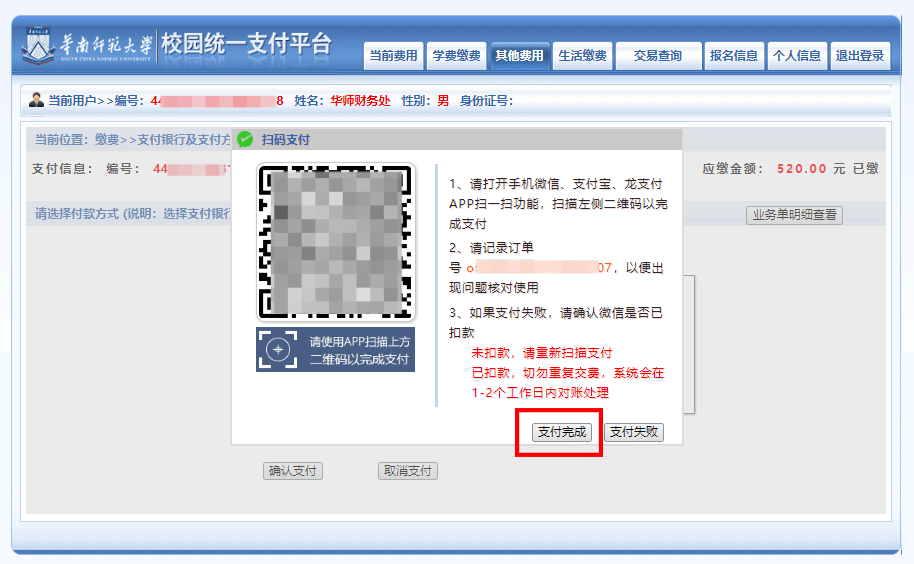 华南师范大学 校园统一支付平台
SOUTH CHINA NORMAL UNIVERSITY
当前费用 学费缴费 其他费用 生活缴费 交易查询 报名信息 个人信息 退出登录
当前用户>>编号：44 8 姓名：华师财务处 性别：男 身份证号：
当前位置：缴费>>支付银行及支付方
扫码支付
支付信息： 编号： 44
应缴金额： 520.00 元 已缴
请选择付款方式 (说明：选择支付银行
业务单明细查看
1、请打开手机微信、支付宝、龙支付
APP扫一扫功能，扫描左侧二维码以完
成支付
2、请记录订单
号 07，以便出
现问题核对使用
3、如果支付失败，请确认微信是否已
扣款
未扣款，请重新扫描支付
已扣款，切勿重复交费，系统会在
1-2个工作日内对账处理
请使用APP扫描上方
二维码以完成支付
支付完成 支付失败
确认支付 取消支付